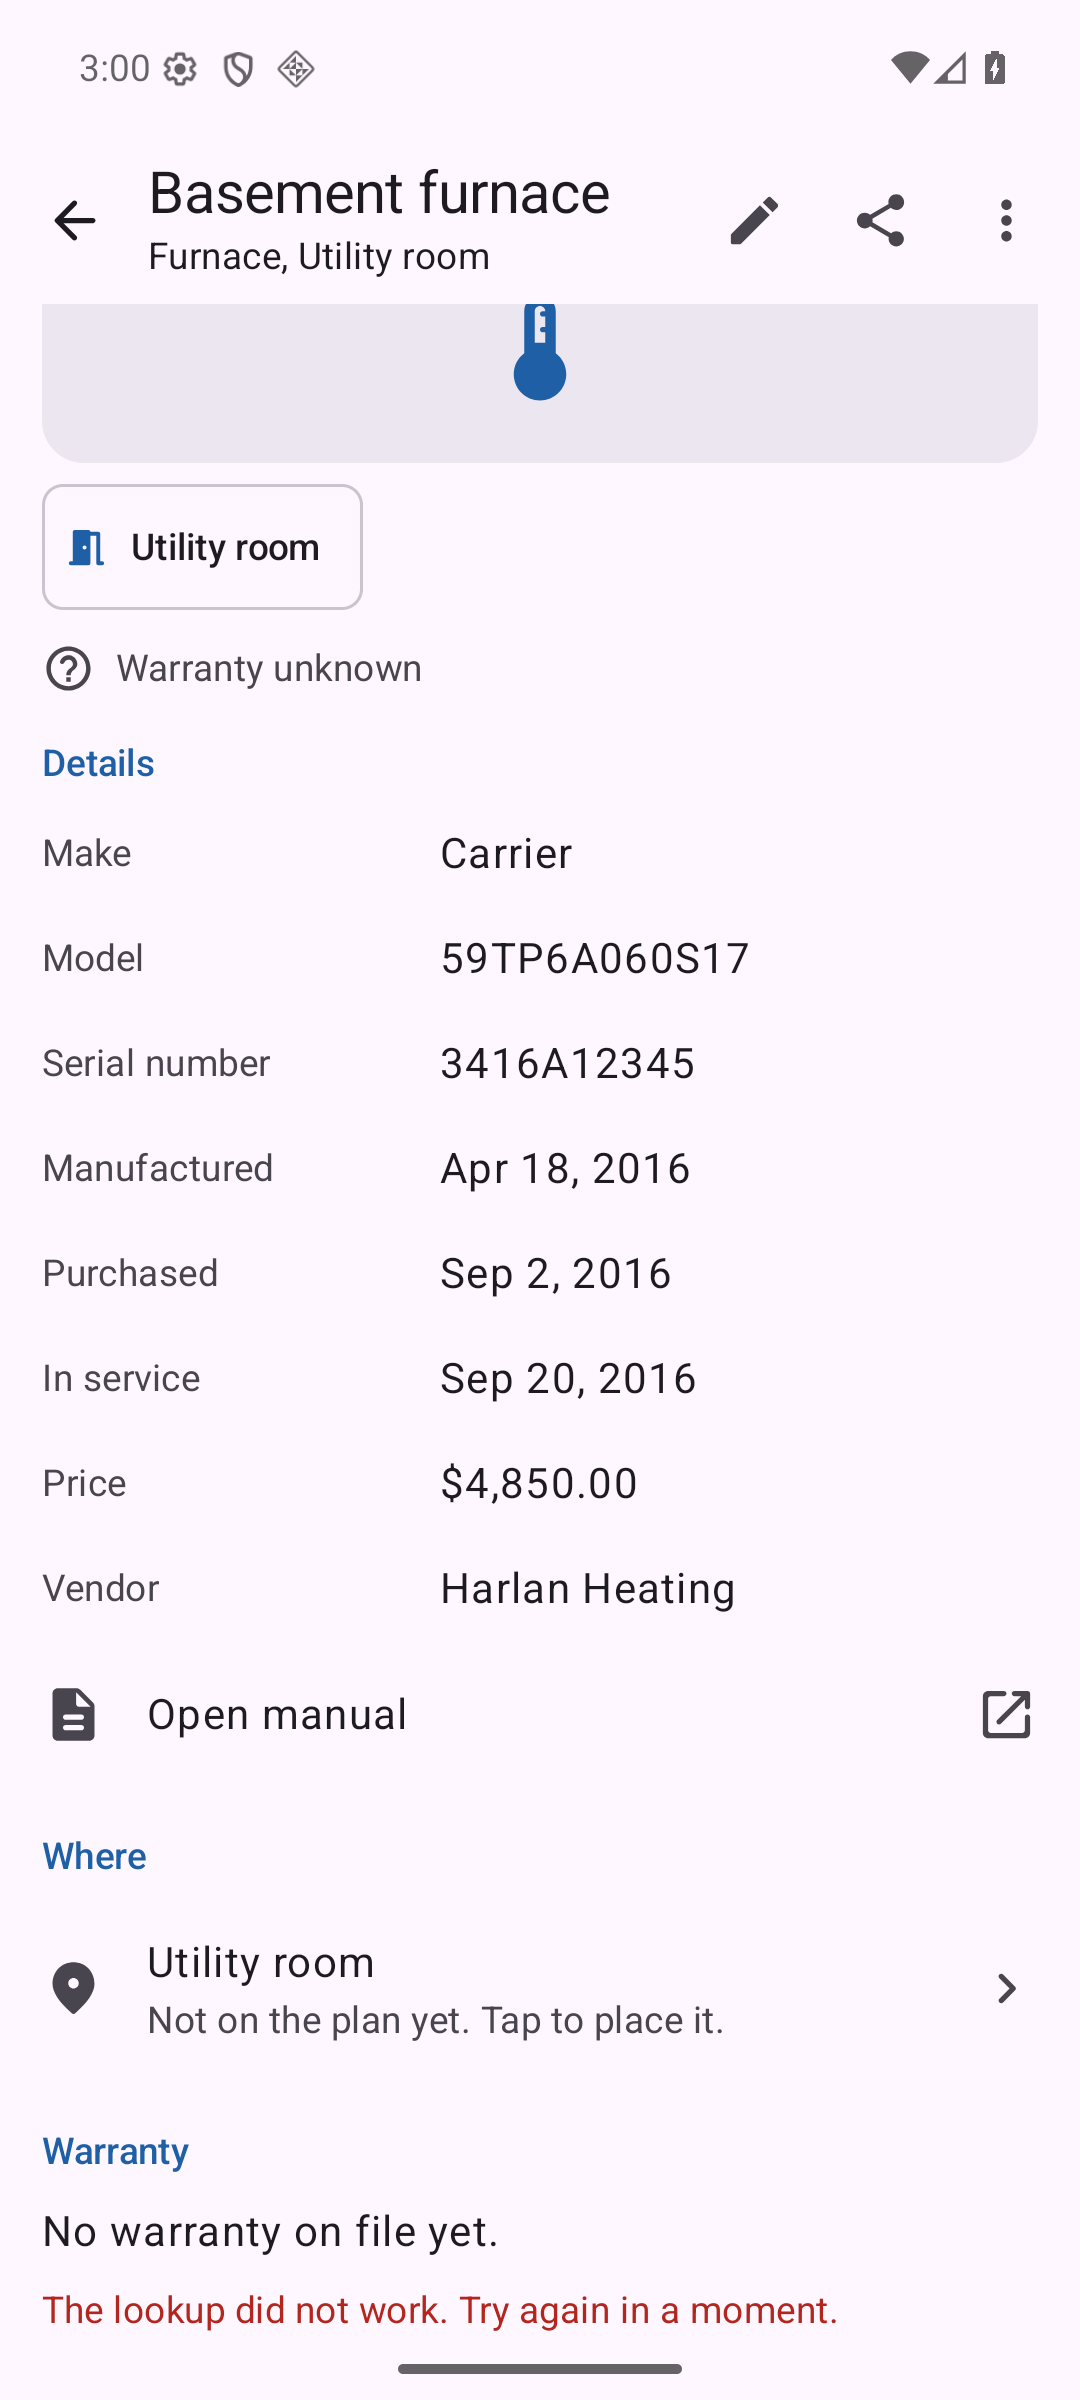 3:00
Basement furnace
Furnace, Utility room
Utility room
Warranty unknown
Details
Make Carrier
Model 59TP6A060S17
Serial number 3416A12345
Manufactured Apr 18, 2016
Purchased Sep 2, 2016
In service Sep 20, 2016
Price $4,850.00
Vendor Harlan Heating
Open manual
Where
Utility room
Not on the plan yet. Tap to place it.
Warranty
No warranty on file yet.
The lookup did not work. Try again in a moment.